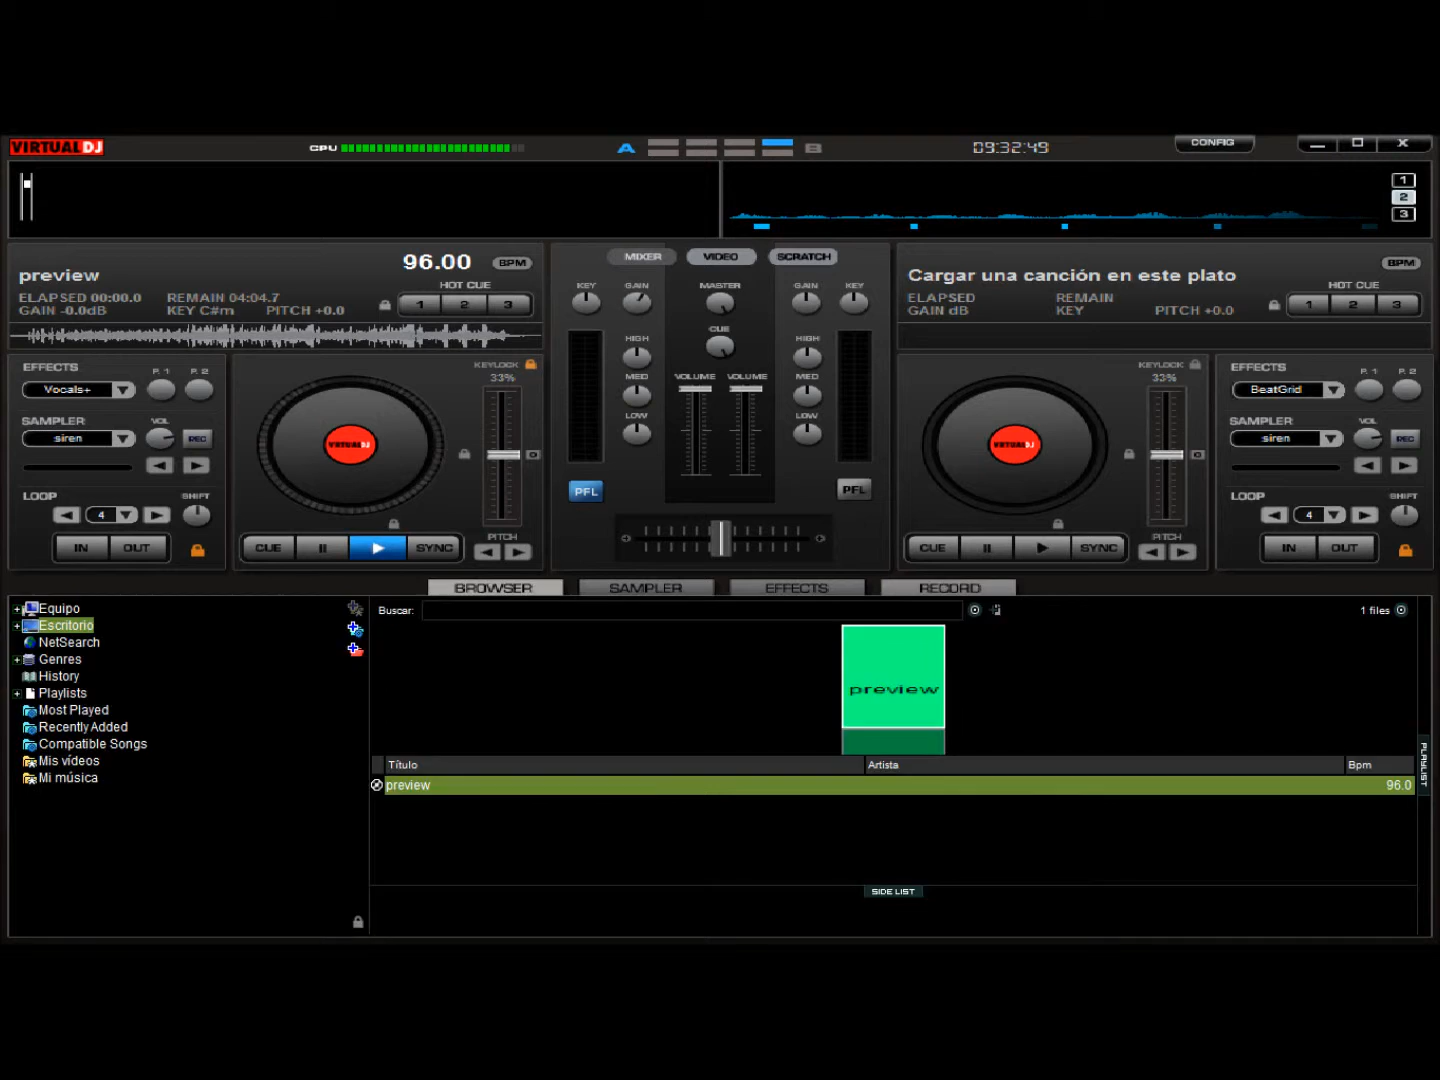 VIRTUALDJ
CPU
A
B
09:32:49
CONFIG
1
2
3
preview
96.00 BPM
HOT CUE
ELAPSED 00:00.0 REMAIN 04:04.7
GAIN -0.0dB KEY C#m PITCH +0.0
1 2 3
MIXER VIDEO SCRATCH
Cargar una canción en este plato
BPM
HOT CUE
ELAPSED REMAIN
GAIN dB KEY PITCH +0.0
1 2 3
KEY GAIN MASTER GAIN KEY
CUE
HIGH HIGH
VOLUME VOLUME
MED MED
LOW LOW
PFL PFL
EFFECTS P. 1 P. 2
Vocals+
SAMPLER VOL
siren REC
LOOP SHIFT
4
IN OUT
KEYLOCK
33%
VIRTUALDJ
PITCH
CUE SYNC
KEYLOCK
33%
VIRTUALDJ
PITCH
CUE SYNC
EFFECTS P. 1 P. 2
BeatGrid
SAMPLER VOL
siren REC
LOOP SHIFT
4
IN OUT
BROWSER SAMPLER EFFECTS RECORD
Equipo
Escritorio
NetSearch
Genres
History
Playlists
Most Played
Recently Added
Compatible Songs
Mis vídeos
Mi música
Buscar:
1 files
preview
Título Artista Bpm
preview 96.0
SIDE LIST
PLAYLIST